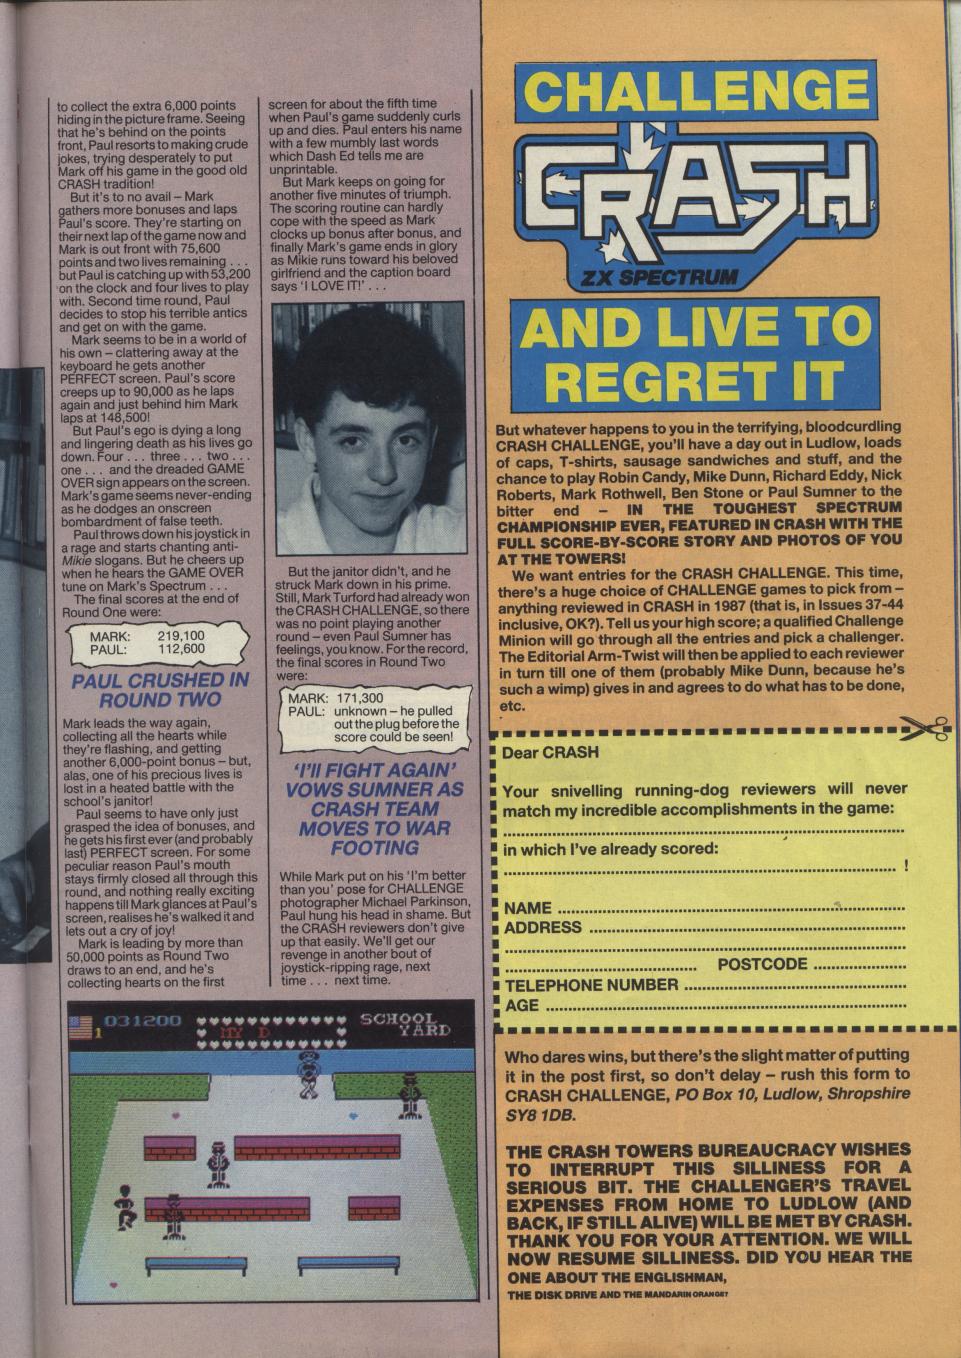 to collect the extra 6,000 points
hiding in the picture frame. Seeing
that he's behind on the points
front, Paul resorts to making crude
jokes, trying desperately to put
Mark off his game in the good old
CRASH tradition!
But it's to no avail – Mark
gathers more bonuses and laps
Paul's score. They're starting on
their next lap of the game now and
Mark is out front with 75,600
points and two lives remaining . . .
but Paul is catching up with 53,200
on the clock and four lives to play
with. Second time round, Paul
decides to stop his terrible antics
and get on with the game.
Mark seems to be in a world of
his own – clattering away at the
keyboard he gets another
PERFECT screen. Paul's score
creeps up to 90,000 as he laps
again and just behind him Mark
laps at 148,500!
But Paul's ego is dying a long
and lingering death as his lives go
down. Four . . . three . . . two . . .
one . . . and the dreaded GAME
OVER sign appears on the screen.
Mark's game seems never-ending
as he dodges an onscreen
bombardment of false teeth.
Paul throws down his joystick in
a rage and starts chanting anti-
Mikie slogans. But he cheers up
when he hears the GAME OVER
tune on Mark's Spectrum . . .
The final scores at the end of
Round One were:
MARK: 219,100
PAUL: 112,600
PAUL CRUSHED IN
ROUND TWO
Mark leads the way again,
collecting all the hearts while
they're flashing, and getting
another 6,000-point bonus – but,
alas, one of his precious lives is
lost in a heated battle with the
school's janitor!
Paul seems to have only just
grasped the idea of bonuses, and
he gets his first ever (and probably
last) PERFECT screen. For some
peculiar reason Paul's mouth
stays firmly closed all through this
round, and nothing really exciting
happens till Mark glances at Paul's
screen, realises he's walked it and
lets out a cry of joy!
Mark is leading by more than
50,000 points as Round Two
draws to an end, and he's
collecting hearts on the first
screen for about the fifth time
when Paul's game suddenly curls
up and dies. Paul enters his name
with a few mumbly last words
which Dash Ed tells me are
unprintable.
But Mark keeps on going for
another five minutes of triumph.
The scoring routine can hardly
cope with the speed as Mark
clocks up bonus after bonus, and
finally Mark's game ends in glory
as Mikie runs toward his beloved
girlfriend and the caption board
says 'I LOVE IT!' . . .
But the janitor didn't, and he
struck Mark down in his prime.
Still, Mark Turford had already won
the CRASH CHALLENGE, so there
was no point playing another
round – even Paul Sumner has
feelings, you know. For the record,
the final scores in Round Two
were:
MARK: 171,300
PAUL: unknown – he pulled
out the plug before the
score could be seen!
'I'll FIGHT AGAIN'
VOWS SUMNER AS
CRASH TEAM
MOVES TO WAR
FOOTING
While Mark put on his 'I'm better
than you' pose for CHALLENGE
photographer Michael Parkinson,
Paul hung his head in shame. But
the CRASH reviewers don't give
up that easily. We'll get our
revenge in another bout of
joystick-ripping rage, next
time . . . next time.
1 031200
MY D
SCHOOL
YARD
CHALLENGE
CRASH
ZX SPECTRUM
AND LIVE TO
REGRET IT
But whatever happens to you in the terrifying, bloodcurdling
CRASH CHALLENGE, you'll have a day out in Ludlow, loads
of caps, T-shirts, sausage sandwiches and stuff, and the
chance to play Robin Candy, Mike Dunn, Richard Eddy, Nick
Roberts, Mark Rothwell, Ben Stone or Paul Sumner to the
bitter end – IN THE TOUGHEST SPECTRUM
CHAMPIONSHIP EVER, FEATURED IN CRASH WITH THE
FULL SCORE-BY-SCORE STORY AND PHOTOS OF YOU
AT THE TOWERS!
We want entries for the CRASH CHALLENGE. This time,
there's a huge choice of CHALLENGE games to pick from –
anything reviewed in CRASH in 1987 (that is, in Issues 37-44
inclusive, OK?). Tell us your high score; a qualified Challenge
Minion will go through all the entries and pick a challenger.
The Editorial Arm-Twist will then be applied to each reviewer
in turn till one of them (probably Mike Dunn, because he's
such a wimp) gives in and agrees to do what has to be done,
etc.
Dear CRASH
Your snivelling running-dog reviewers will never
match my incredible accomplishments in the game:
in which I've already scored:
!
NAME
ADDRESS
POSTCODE
TELEPHONE NUMBER
AGE
Who dares wins, but there's the slight matter of putting
it in the post first, so don't delay – rush this form to
CRASH CHALLENGE, PO Box 10, Ludlow, Shropshire
SY8 1DB.
THE CRASH TOWERS BUREAUCRACY WISHES
TO INTERRUPT THIS SILLINESS FOR A
SERIOUS BIT. THE CHALLENGER'S TRAVEL
EXPENSES FROM HOME TO LUDLOW (AND
BACK, IF STILL ALIVE) WILL BE MET BY CRASH.
THANK YOU FOR YOUR ATTENTION. WE WILL
NOW RESUME SILLINESS. DID YOU HEAR THE
ONE ABOUT THE ENGLISHMAN,
THE DISK DRIVE AND THE MANDARIN ORANGE?